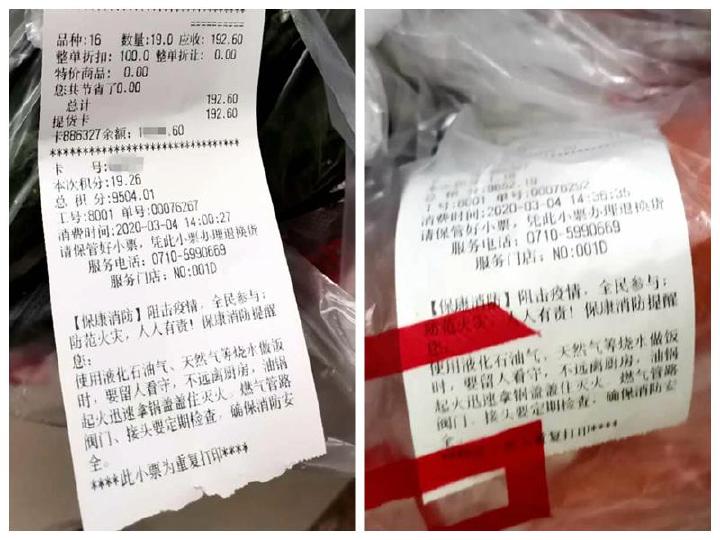 品种:16 数量:19.0 应收:192.60
整单折扣: 100.0 整单折让: 0.00
特价商品: 0.00
您共节省了0.00
总计 192.60
提货卡 192.60
卡886327余额: 1 .60
*********************************
卡 号:
本次积分:19.26
总 积 分:9504.01
工号:8001 单号:00076267
消费时间:2020-03-04 14:00:27
请保管好小票, 凭此小票办理退换货
服务电话: 0710-5990669
服务门店: NO:001D
【保康消防】阻击疫情，全民参与;
防范火灾, 人人有责! 保康消防提醒
您:
使用液化石油气、天然气等烧水做饭
时, 要留人看守, 不远离厨房, 油锅
起火迅速拿锅盖盖住灭火。燃气管路
阀门、接头要定期检查, 确保消防安
全。
****此小票为重复打印****
工号:8001 单号:00076292
消费时间:2020-03-04 14:36:35
请保管好小票, 凭此小票办理退换货
服务电话: 0710-5990669
服务门店: NO:001D
【保康消防】阻击疫情，全民参与;
防范火灾, 人人有责! 保康消防提醒
您:
使用液化石油气、天然气等烧水做饭
时, 要留人看守, 不远离厨房, 油锅
起火迅速拿锅盖盖住灭火。燃气管路
阀门、接头要定期检查, 确保消防安
全
重复打印****